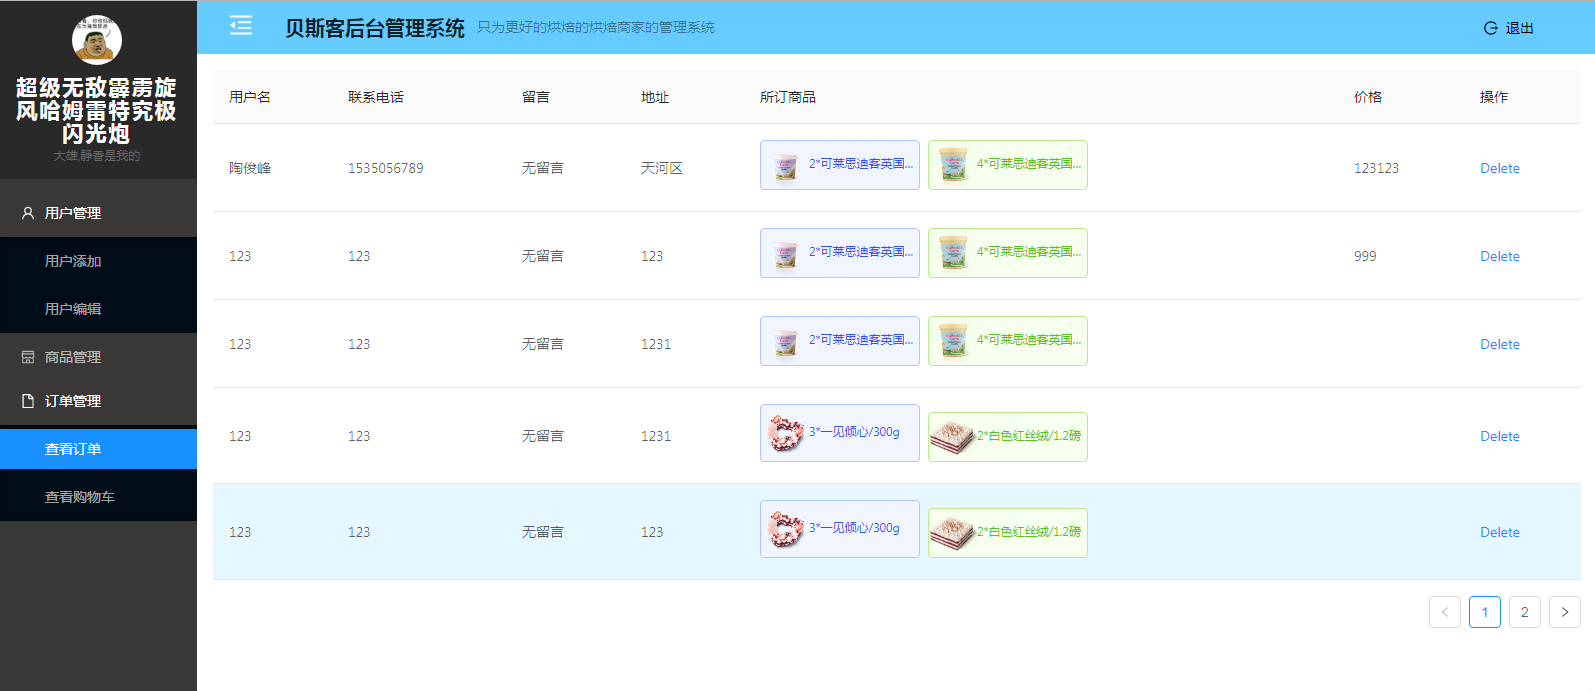 超级无敌霹雳旋
风哈姆雷特究极
闪光炮
大雄,静香是我的
用户管理
用户添加
用户编辑
商品管理
订单管理
查看订单
查看购物车
贝斯客后台管理系统 只为更好的烘焙的烘焙商家的管理系统 退出
用户名 联系电话 留言 地址 所订商品 价格 操作
陶俊峰 1535056789 无留言 天河区 2*可莱思迪客英国... 4*可莱思迪客英国... 123123 Delete
123 123 无留言 123 2*可莱思迪客英国... 4*可莱思迪客英国... 999 Delete
123 123 无留言 1231 2*可莱思迪客英国... 4*可莱思迪客英国... Delete
123 123 无留言 1231 3*一见倾心/300g 2*白色红丝绒/1.2磅 Delete
123 123 无留言 123 3*一见倾心/300g 2*白色红丝绒/1.2磅 Delete
< 1 2 >